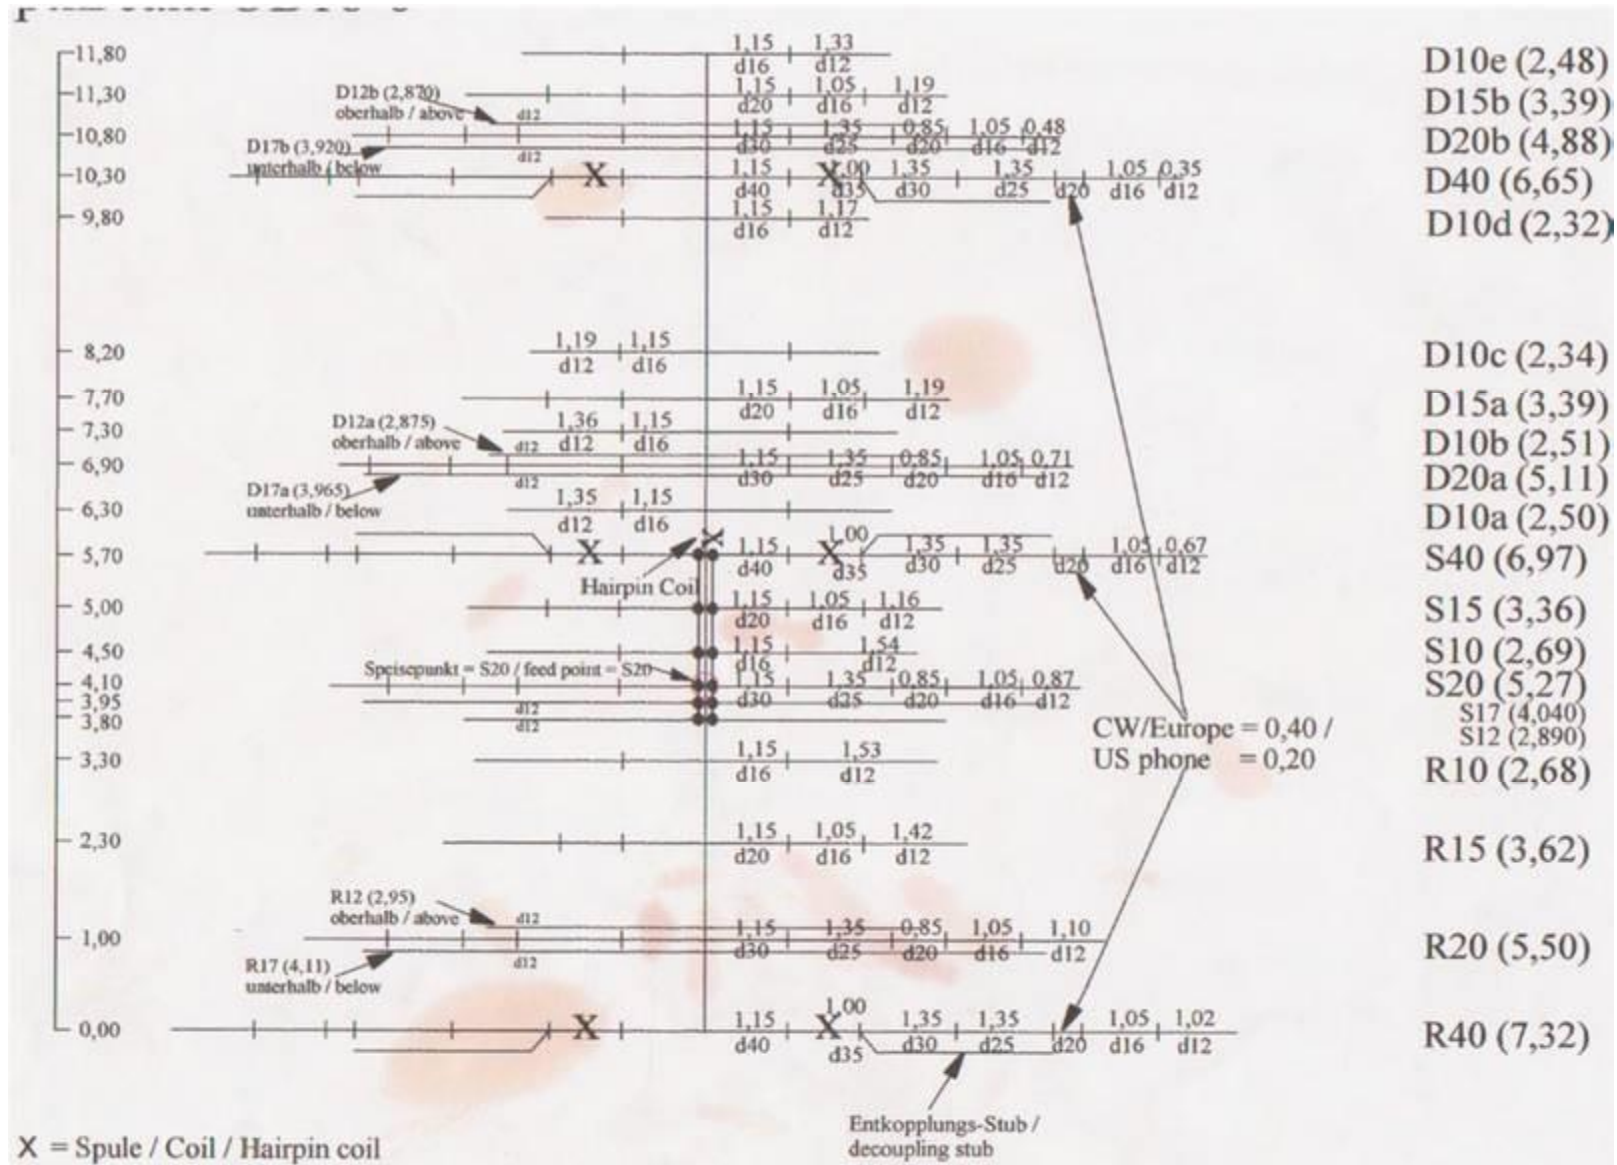 11,80
1,15 1,33
d16 d12
D10e (2,48)
11,30
1,15 1,05 1,19
d20 d16 d12
D15b (3,39)
D12b (2,870)
oberhalb / above
d12
10,80
1,15 1,35 0,85 1,05 0,48
d30 d25 d20 d16 d12
D20b (4,88)
D17b (3,920)
unterhalb / below
d12
10,30
X
1,15 X 1,00 1,35 1,35 1,05 0,35
d40 d35 d30 d25 d20 d16 d12
D40 (6,65)
9,80
1,15 1,17
d16 d12
D10d (2,32)
8,20
1,19 1,15
d12 d16
D10c (2,34)
7,70
1,15 1,05 1,19
d20 d16 d12
D15a (3,39)
D12a (2,875)
oberhalb / above
7,30
1,36 1,15
d12 d16
D10b (2,51)
d12
6,90
1,15 1,35 0,85 1,05 0,71
d30 d25 d20 d16 d12
D20a (5,11)
D17a (3,965)
unterhalb / below
d12
6,30
1,35 1,15
d12 d16
D10a (2,50)
5,70
X
X
1,15 X 1,00 1,35 1,35 1,05 0,67
d40 d35 d30 d25 d20 d16 d12
S40 (6,97)
Hairpin Coil
5,00
1,15 1,05 1,16
d20 d16 d12
S15 (3,36)
4,50
1,15 1,54
d16 d12
S10 (2,69)
Speisepunkt = S20 / feed point = S20
4,10
1,15 1,35 0,85 1,05 0,87
d30 d25 d20 d16 d12
S20 (5,27)
3,95
d12
S17 (4,040)
3,80
d12
S12 (2,890)
CW/Europe = 0,40 /
US phone = 0,20
3,30
1,15 1,53
d16 d12
R10 (2,68)
2,30
1,15 1,05 1,42
d20 d16 d12
R15 (3,62)
R12 (2,95)
oberhalb / above
d12
1,00
1,15 1,35 0,85 1,05 1,10
d30 d25 d20 d16 d12
R20 (5,50)
R17 (4,11)
unterhalb / below
d12
0,00
X
1,15 X 1,00 1,35 1,35 1,05 1,02
d40 d35 d30 d25 d20 d16 d12
R40 (7,32)
Entkopplungs-Stub /
decoupling stub
X = Spule / Coil / Hairpin coil